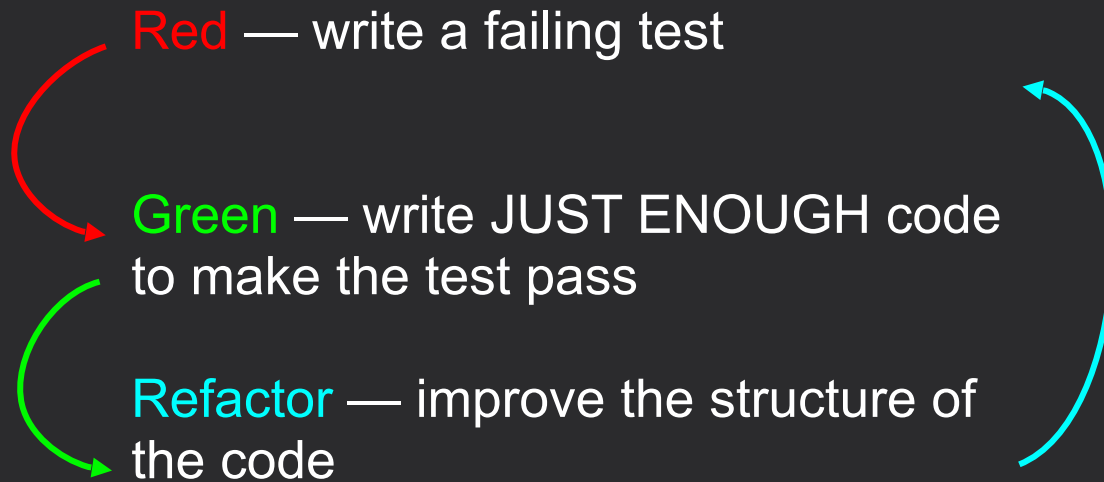 Red — write a failing test
Green — write JUST ENOUGH code
to make the test pass
Refactor — improve the structure of
the code